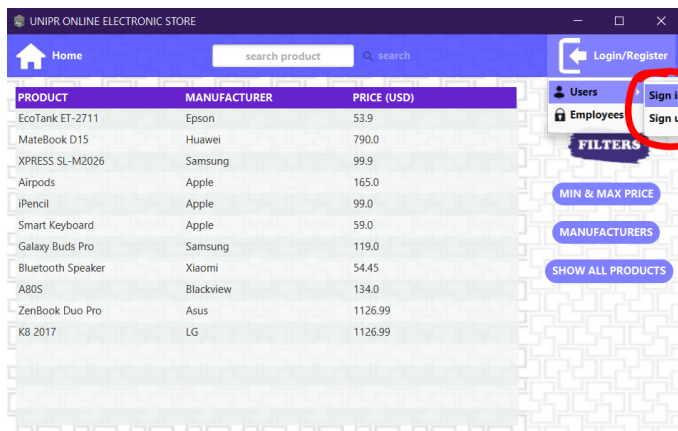 UNIPR ONLINE ELECTRONIC STORE
Home
search product
search
Login/Register
Users
Sign i
Employees
Sign u
FILTERS
MIN & MAX PRICE
MANUFACTURERS
SHOW ALL PRODUCTS
PRODUCT MANUFACTURER PRICE (USD)
EcoTank ET-2711 Epson 53.9
MateBook D15 Huawei 790.0
XPRESS SL-M2026 Samsung 99.9
Airpods Apple 165.0
iPencil Apple 99.0
Smart Keyboard Apple 59.0
Galaxy Buds Pro Samsung 119.0
Bluetooth Speaker Xiaomi 54.45
A80S Blackview 134.0
ZenBook Duo Pro Asus 1126.99
K8 2017 LG 1126.99